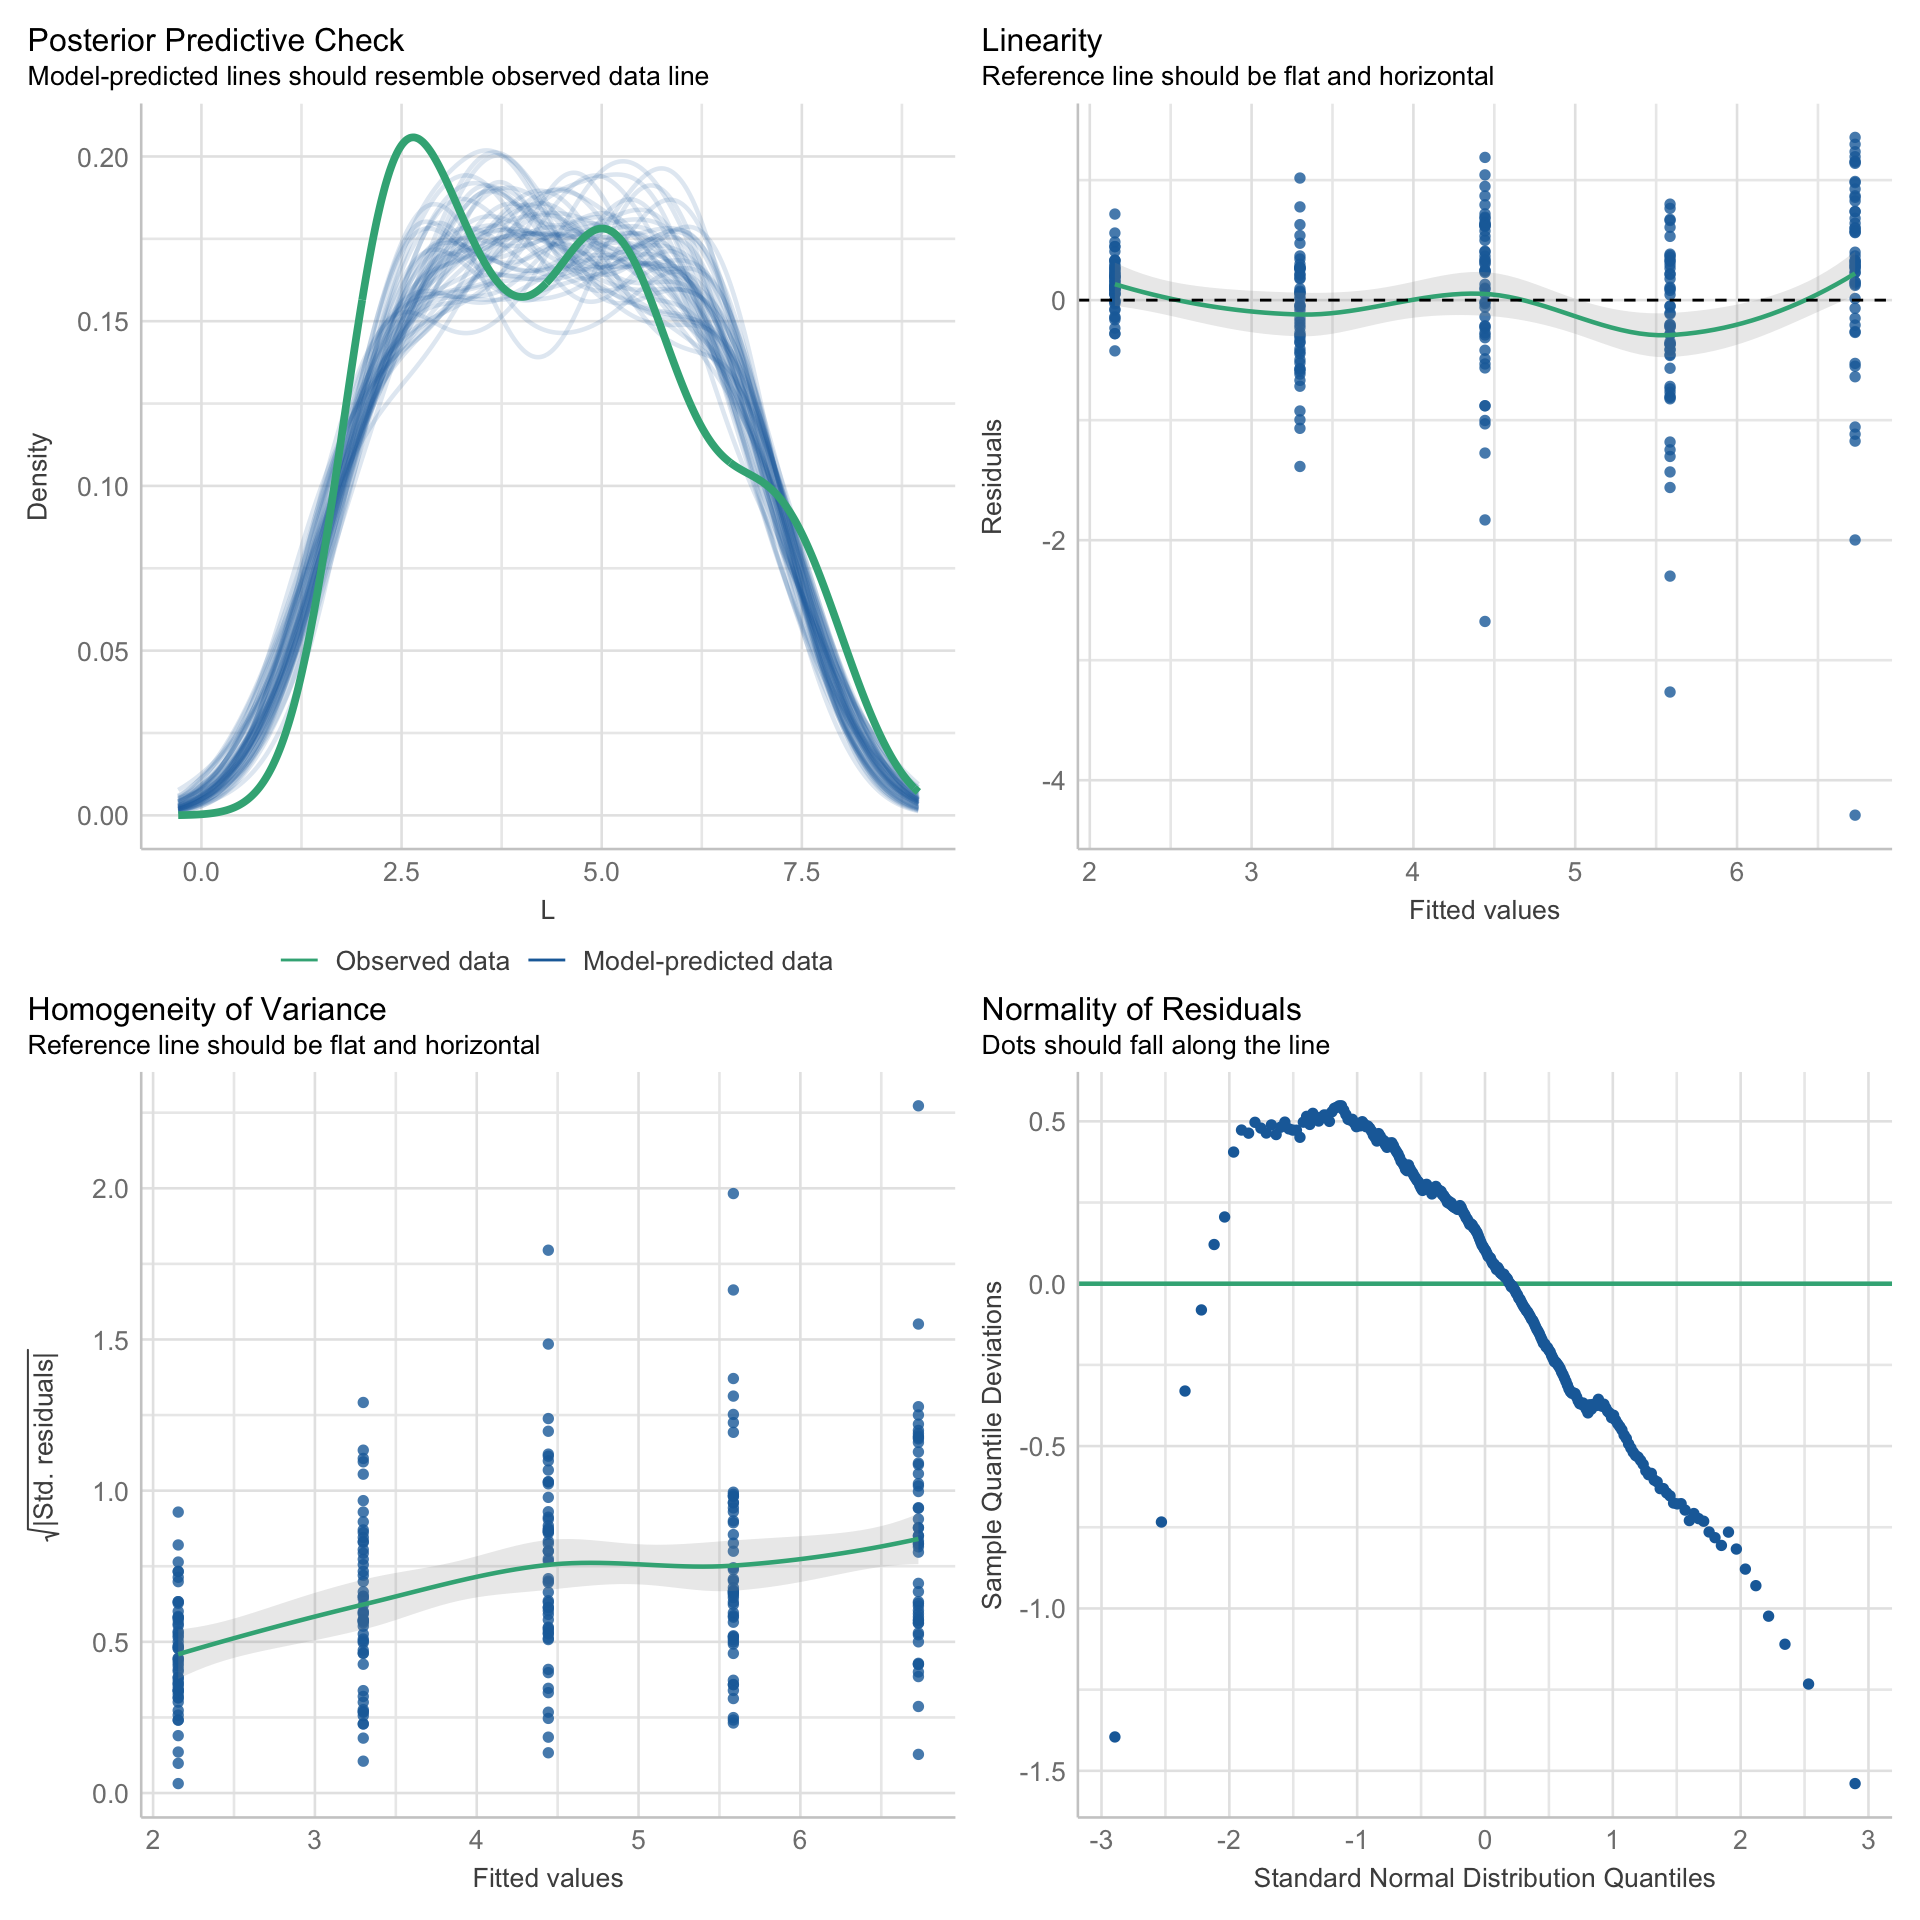 Posterior Predictive Check
Model-predicted lines should resemble observed data line
0.20
0.15
0.10
0.05
0.00
Density
0.0 2.5 5.0 7.5
L
Observed data Model-predicted data
Linearity
Reference line should be flat and horizontal
0
-2
-4
Residuals
2 3 4 5 6
Fitted values
Homogeneity of Variance
Reference line should be flat and horizontal
2.0
1.5
1.0
0.5
0.0
√|Std. residuals|
2 3 4 5 6
Fitted values
Normality of Residuals
Dots should fall along the line
0.5
0.0
-0.5
-1.0
-1.5
Sample Quantile Deviations
-3 -2 -1 0 1 2 3
Standard Normal Distribution Quantiles